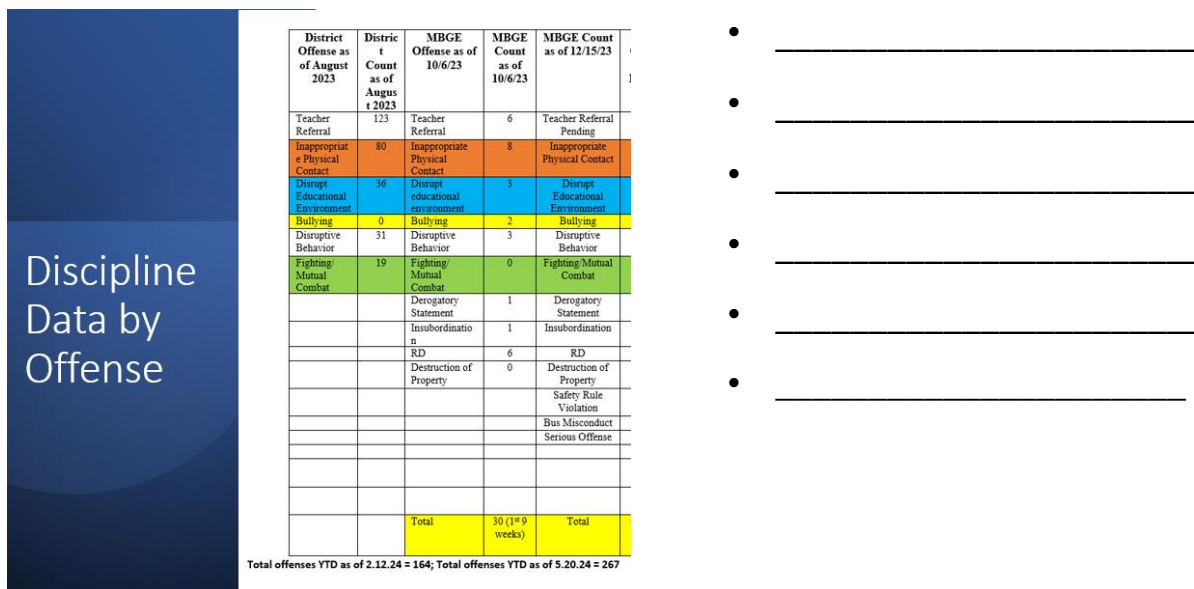 Discipline
Data by
Offense
District
Offense as
of August
2023
Distric
t
Count
as of
Augus
t 2023
MBGE
Offense as of
10/6/23
MBGE
Count
as of
10/6/23
MBGE Count
as of 12/15/23
Teacher
Referral
123
Teacher
Referral
6
Teacher Referral
Pending
Inappropriat
e Physical
Contact
80
Inappropriate
Physical
Contact
8
Inappropriate
Physical Contact
Disrupt
Educational
Environment
36
Disrupt
educational
environment
3
Disrupt
Educational
Environment
Bullying
0
Bullying
2
Bullying
Disruptive
Behavior
31
Disruptive
Behavior
3
Disruptive
Behavior
Fighting/
Mutual
Combat
19
Fighting/
Mutual
Combat
0
Fighting/Mutual
Combat
Derogatory
Statement
1
Derogatory
Statement
Insubordinatio
n
1
Insubordination
RD
6
RD
Destruction of
Property
0
Destruction of
Property
Safety Rule
Violation
Bus Misconduct
Serious Offense
Total
30 (1st 9
weeks)
Total
Total offenses YTD as of 2.12.24 = 164; Total offenses YTD as of 5.20.24 = 267